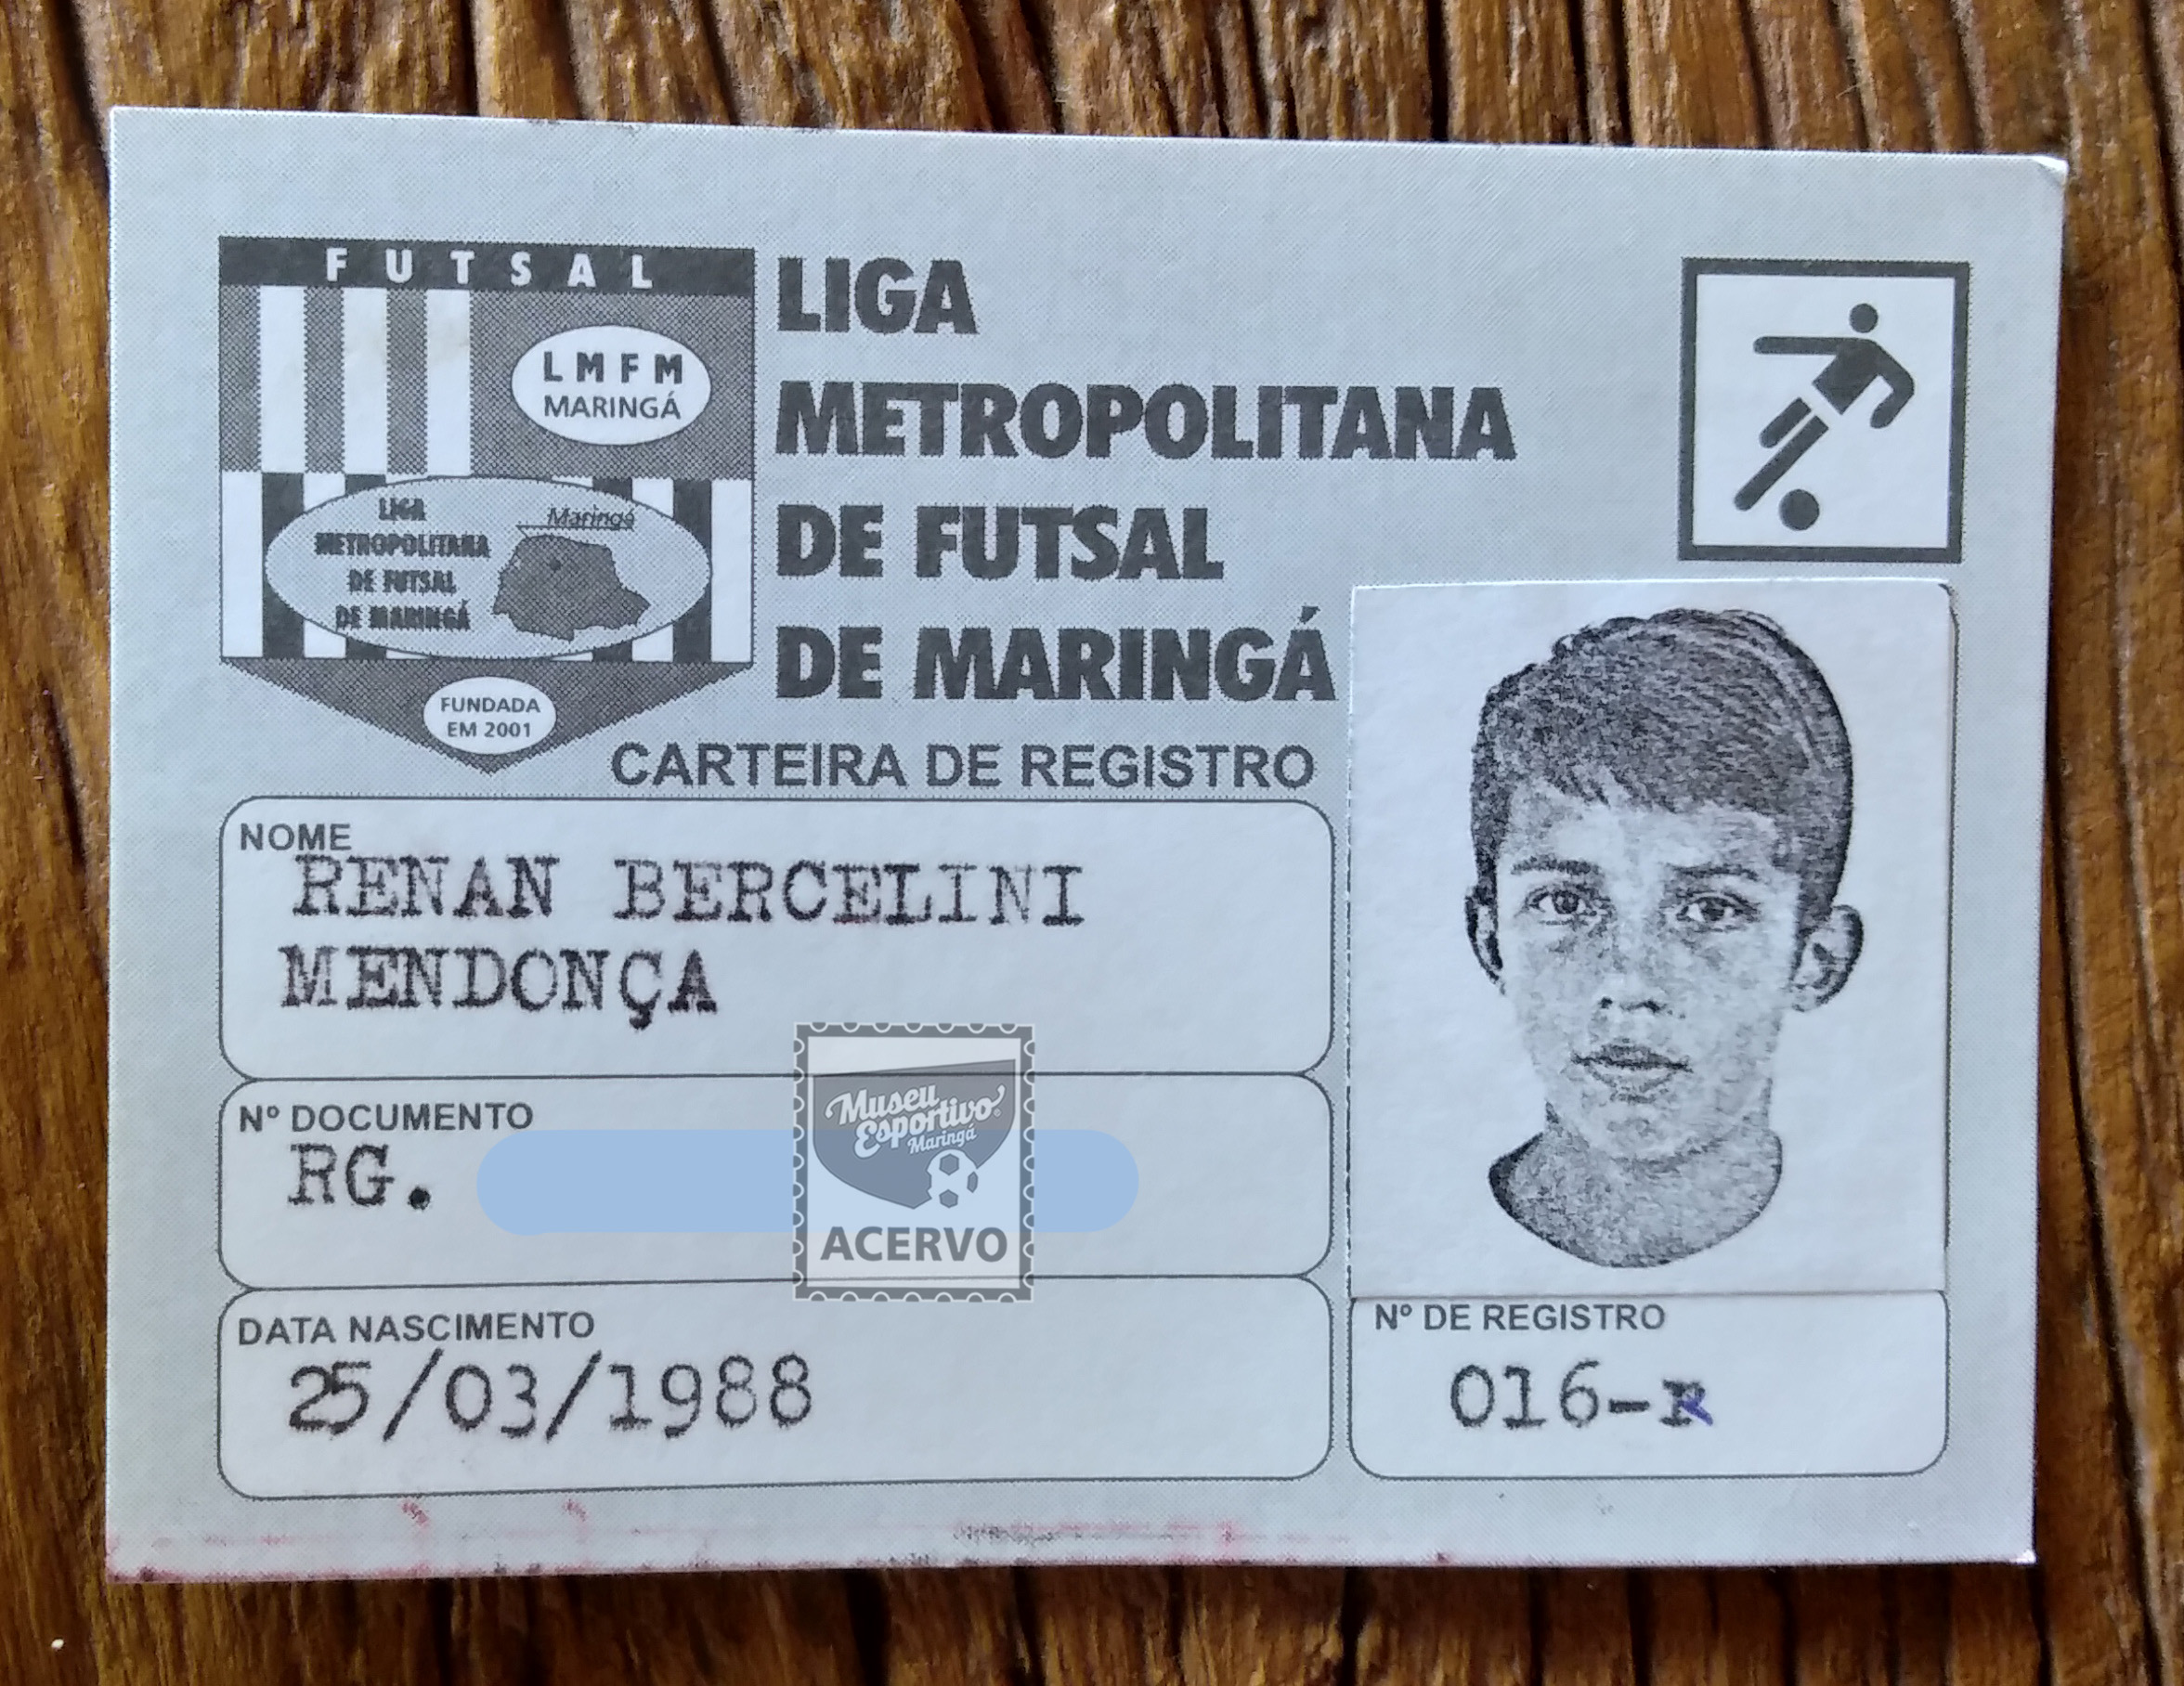 FUTSAL
LMFM
MARINGÁ
LIGA
METROPOLITANA
DE FUTSAL
DE MARINGÁ
Maringá
FUNDADA
EM 2001
LIGA
METROPOLITANA
DE FUTSAL
DE MARINGÁ
CARTEIRA DE REGISTRO
NOME
RENAN BERCELINI
MENDONÇA
Nº DOCUMENTO
RG.
Museu
Esportivo
Maringá
ACERVO
DATA NASCIMENTO
25/03/1988
Nº DE REGISTRO
016-R